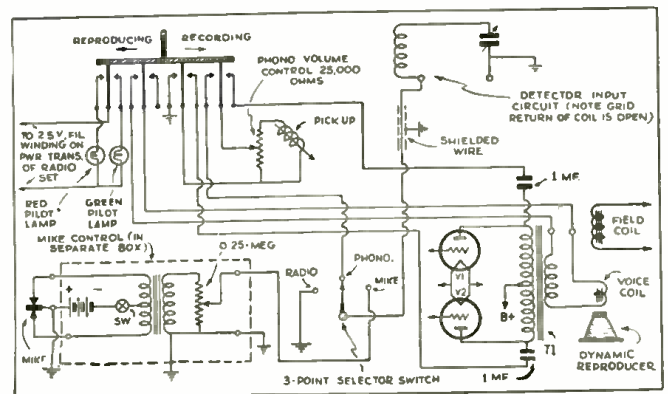 REPRODUCING RECORDING
PHONO VOLUME
CONTROL 25,000
OHMS
PICK UP
DETECTOR INPUT
CIRCUIT (NOTE GRID
RETURN OF COIL IS OPEN)
SHIELDED
WIRE
TO 2.5 V. FIL.
WINDING ON
PWR TRANS.
OF RADIO
SET
RED
PILOT
LAMP
GREEN
PILOT
LAMP
1 MF.
FIELD
COIL
MIKE CONTROL (IN
SEPARATE BOX)
0.25-MEG
RADIO
PHONO.
MIKE
V1
V2
B+
VOICE
COIL
+ -
SW
MIKE
3-POINT SELECTOR SWITCH
1 MF.
T1
DYNAMIC
REPRODUCER